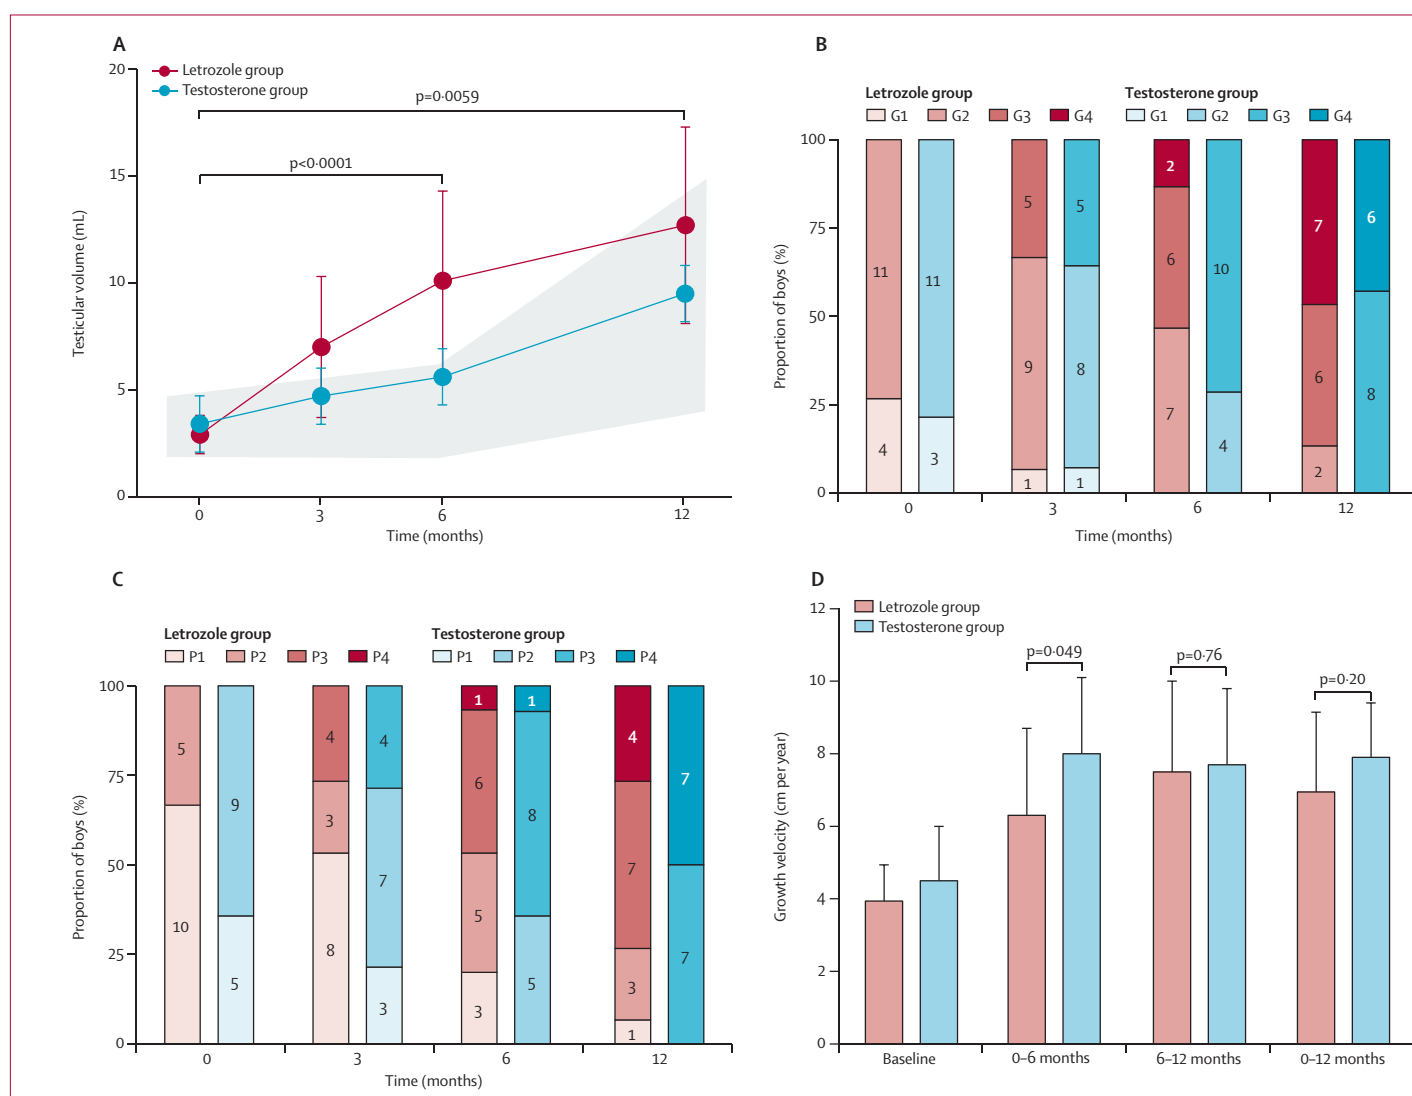 A
20
Letrozole group
Testosterone group
p=0·0059
15
p<0·0001
10
5
0
Testicular volume (mL)
0 3 6 12
Time (months)
B
Letrozole group Testosterone group
G1 G2 G3 G4 G1 G2 G3 G4
100
75
50
25
0
Proportion of boys (%)
11 4 11 3
5 9 1 5 8 1
2 6 7 10 4
7 6 2 6 8
0 3 6 12
Time (months)
C
Letrozole group Testosterone group
P1 P2 P3 P4 P1 P2 P3 P4
100
75
50
25
0
Proportion of boys (%)
5 10 9 5
4 3 8 4 7 3
1 6 5 3 1 8 5
4 7 3 1 7 7
0 3 6 12
Time (months)
D
12
Letrozole group
Testosterone group
p=0·049 p=0·76 p=0·20
10
8
6
4
2
0
Growth velocity (cm per year)
Baseline 0–6 months 6–12 months 0–12 months